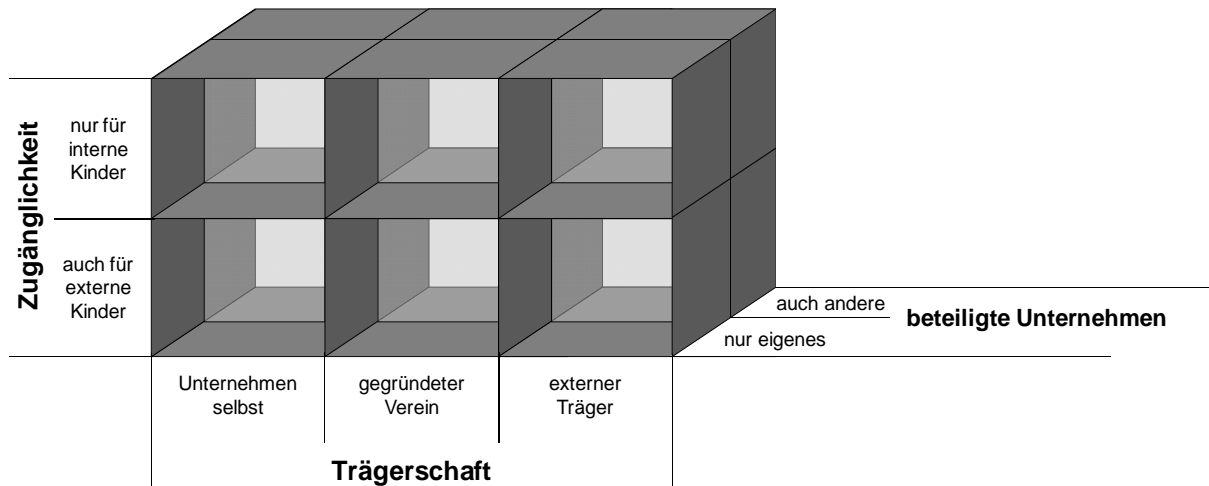 Zugänglichkeit
nur für
interne
Kinder
auch für
externe
Kinder
auch andere
nur eigenes
beteiligte Unternehmen
Unternehmen
selbst
gegründeter
Verein
externer
Träger
Trägerschaft